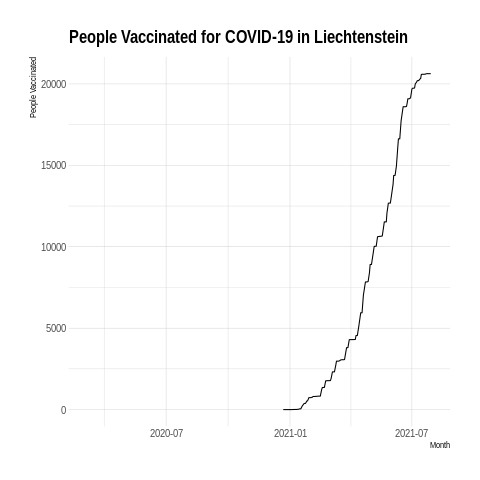 People Vaccinated for COVID-19 in Liechtenstein
People Vaccinated
20000
15000
10000
5000
0
2020-07
2021-01
2021-07
Month